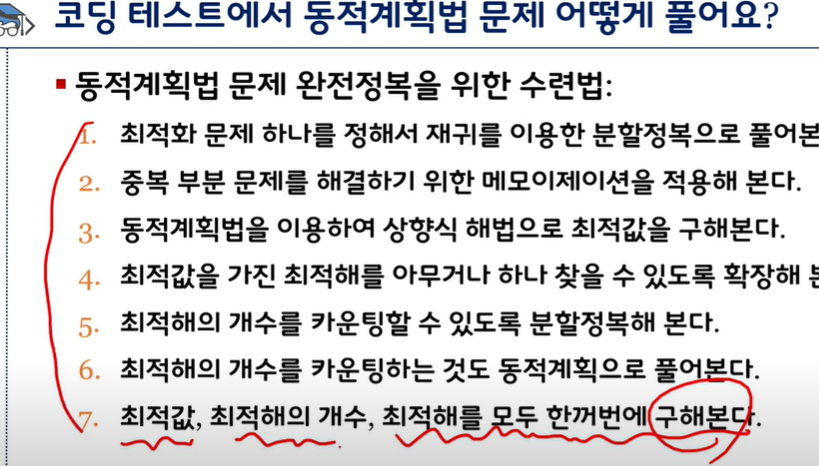 코딩 테스트에서 동적계획법 문제 어떻게 풀어요?
동적계획법 문제 완전정복을 위한 수련법:
1. 최적화 문제 하나를 정해서 재귀를 이용한 분할정복으로 풀어본
2. 중복 부분 문제를 해결하기 위한 메모이제이션을 적용해 본다.
3. 동적계획법을 이용하여 상향식 해법으로 최적값을 구해본다.
4. 최적값을 가진 최적해를 아무거나 하나 찾을 수 있도록 확장해
5. 최적해의 개수를 카운팅할 수 있도록 분할정복해 본다.
6. 최적해의 개수를 카운팅하는 것도 동적계획으로 풀어본다.
7. 최적값, 최적해의 개수, 최적해를 모두 한꺼번에 구해본다.